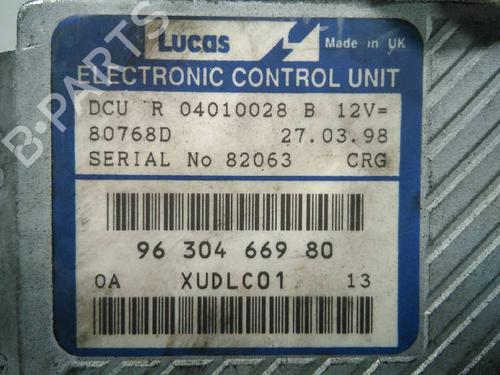 Lucas
Made in UK
ELECTRONIC CONTROL UNIT
DCU R 04010028 B 12V=
80768D 27.03.98
SERIAL No 82063 CRG
96 304 669 80
0A XUDLC01 13
B-PARTS